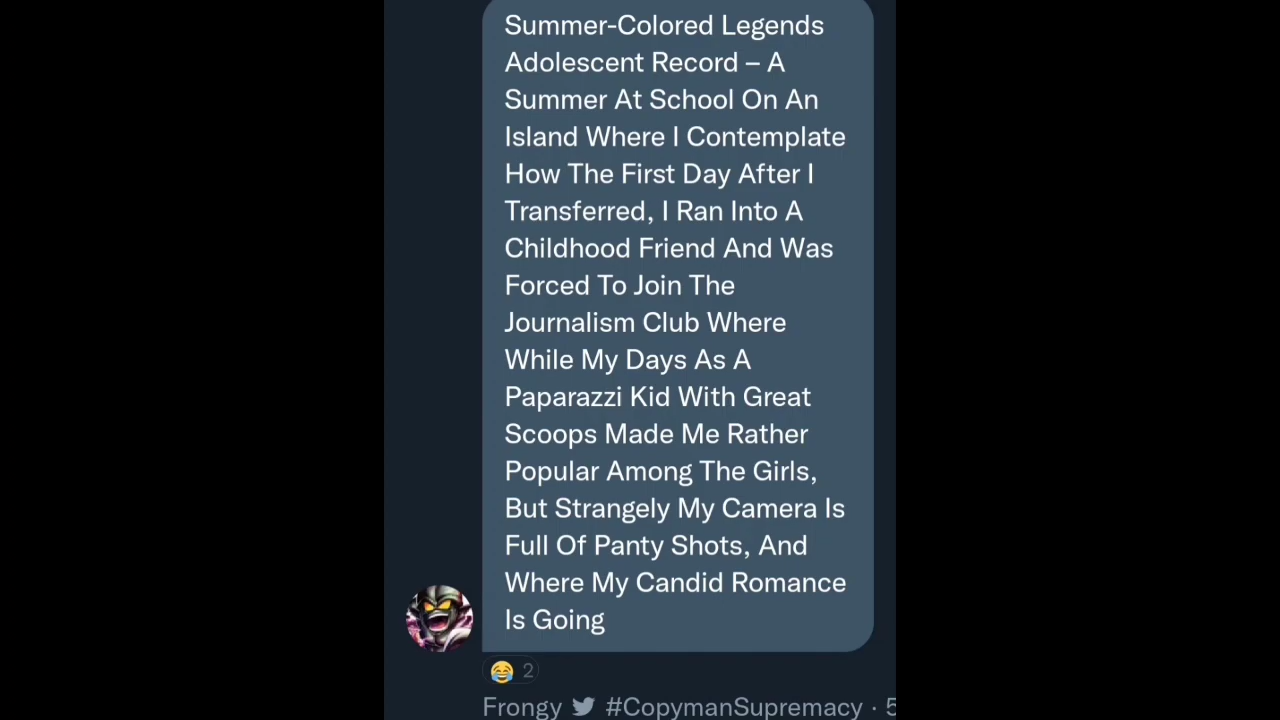 Summer-Colored Legends
Adolescent Record – A
Summer At School On An
Island Where I Contemplate
How The First Day After I
Transferred, I Ran Into A
Childhood Friend And Was
Forced To Join The
Journalism Club Where
While My Days As A
Paparazzi Kid With Great
Scoops Made Me Rather
Popular Among The Girls,
But Strangely My Camera Is
Full Of Panty Shots, And
Where My Candid Romance
Is Going
😂 2
Frongy #CopymanSupremacy · 5